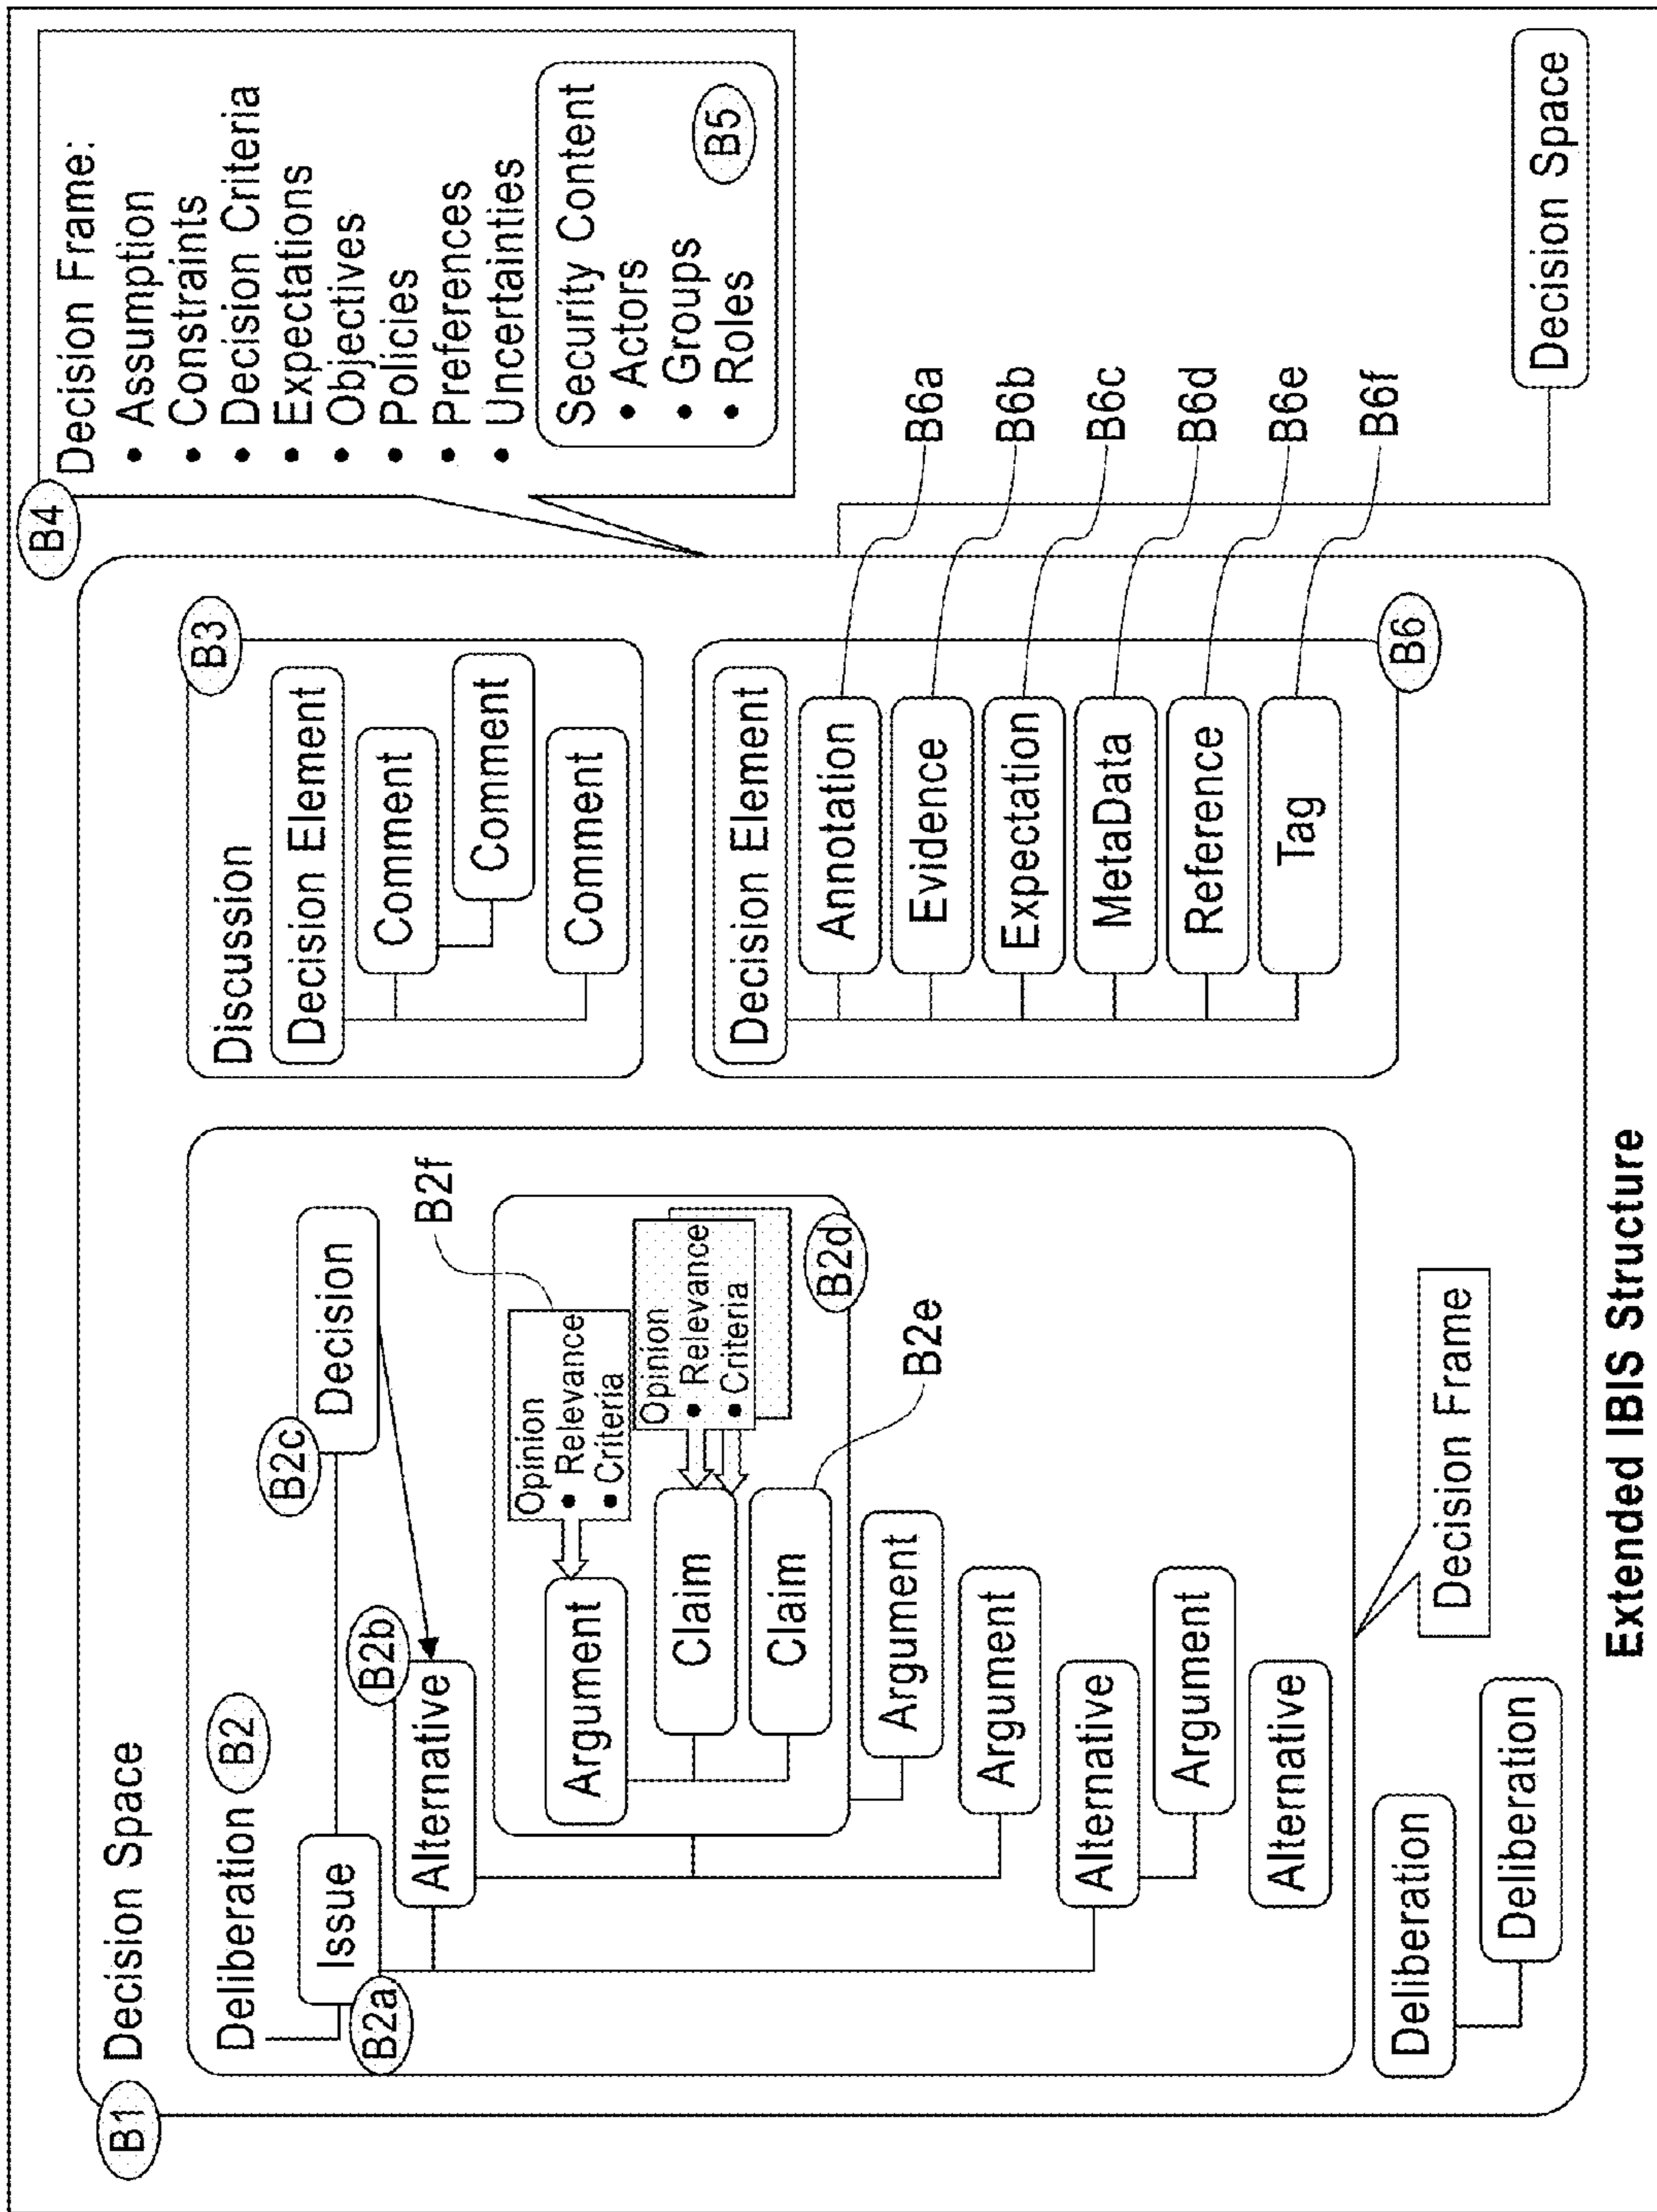 B1
Decision Space
Deliberation
B2
B2a
Issue
B2c
Decision
B2b
Alternative
B2f
Opinion
• Relevance
• Criteria
Argument
Opinion
• Relevance
• Criteria
Claim
Claim
B2d
B2e
Argument
Argument
Alternative
Argument
Alternative
Decision Frame
Deliberation
Deliberation
B3
Discussion
Decision Element
Comment
Comment
Comment
Decision Element
Annotation
Evidence
Expectation
MetaData
Reference
Tag
B6
B6a
B6b
B6c
B6d
B6e
B6f
B4
Decision Frame:
• Assumption
• Constraints
• Decision Criteria
• Expectations
• Objectives
• Policies
• Preferences
• Uncertainties
Security Content
• Actors
• Groups
• Roles
B5
Decision Space
Extended IBIS Structure